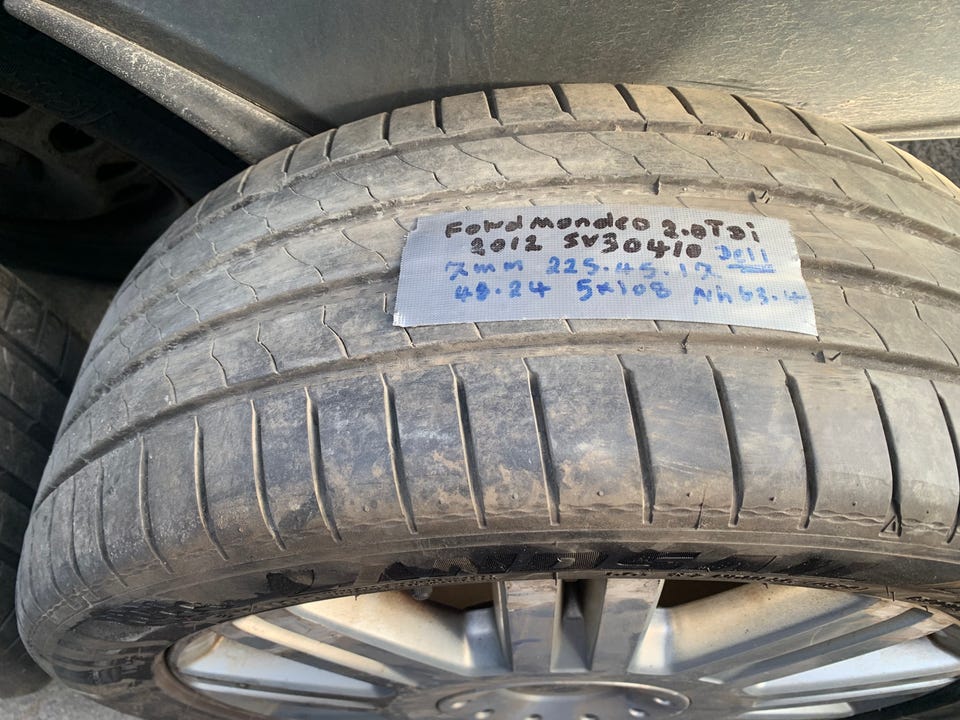 Ford mondeo 2.0TDi
2012 SV30410 Dell
7mm 225.45.17
48.24 5x108 Nh63.4